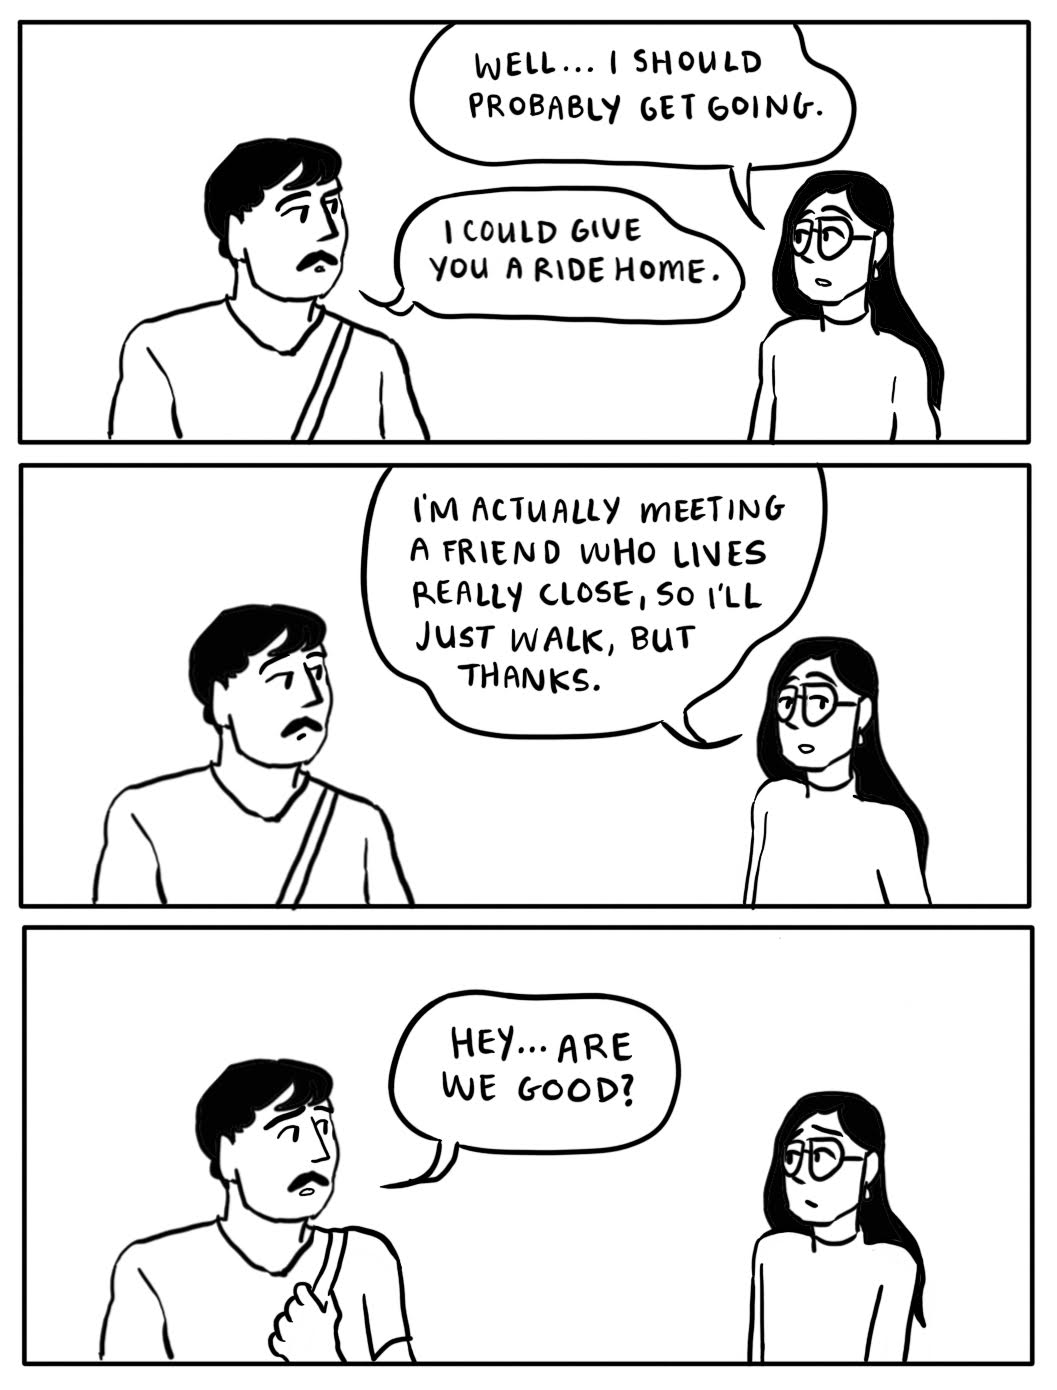 WELL... I SHOULD
PROBABLY GET GOING.
I COULD GIVE
YOU A RIDE HOME.
I'M ACTUALLY MEETING
A FRIEND WHO LIVES
REALLY CLOSE, SO I'LL
JUST WALK, BUT
THANKS.
HEY... ARE
WE GOOD?